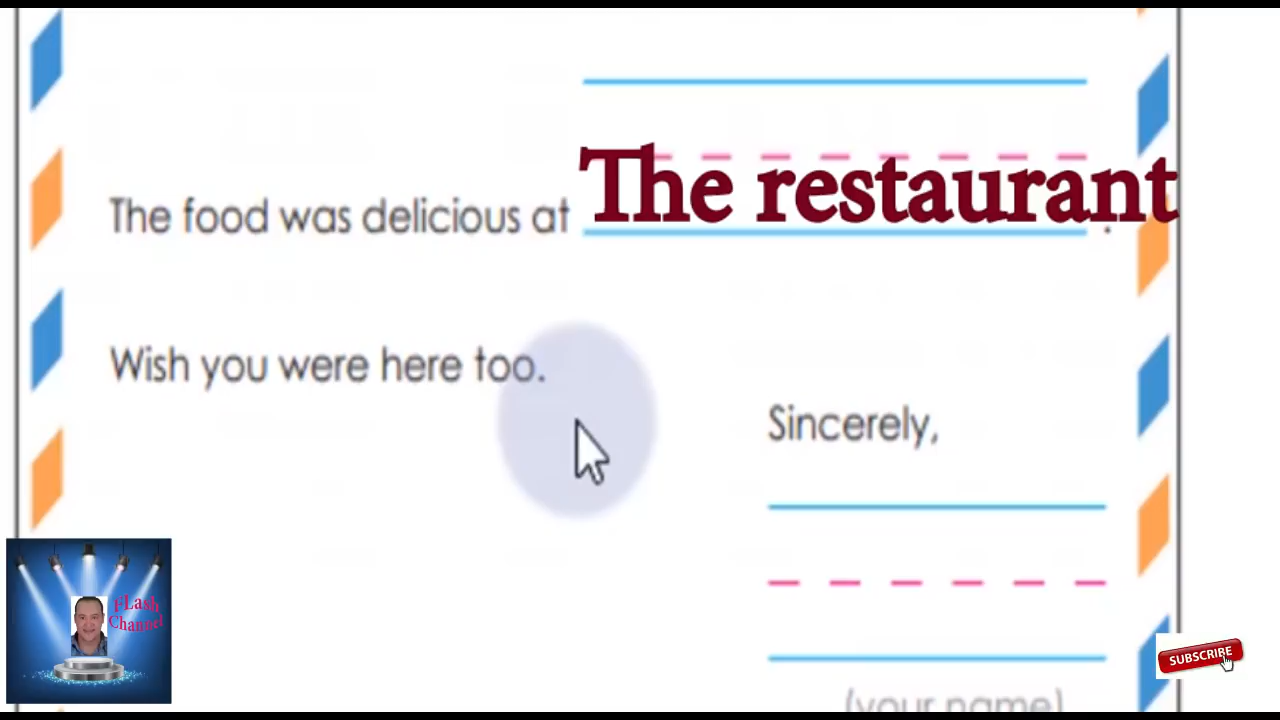 The food was delicious at The restaurant.
Wish you were here too.
Sincerely,
(your name)
FLash
Channel
SUBSCRIBE